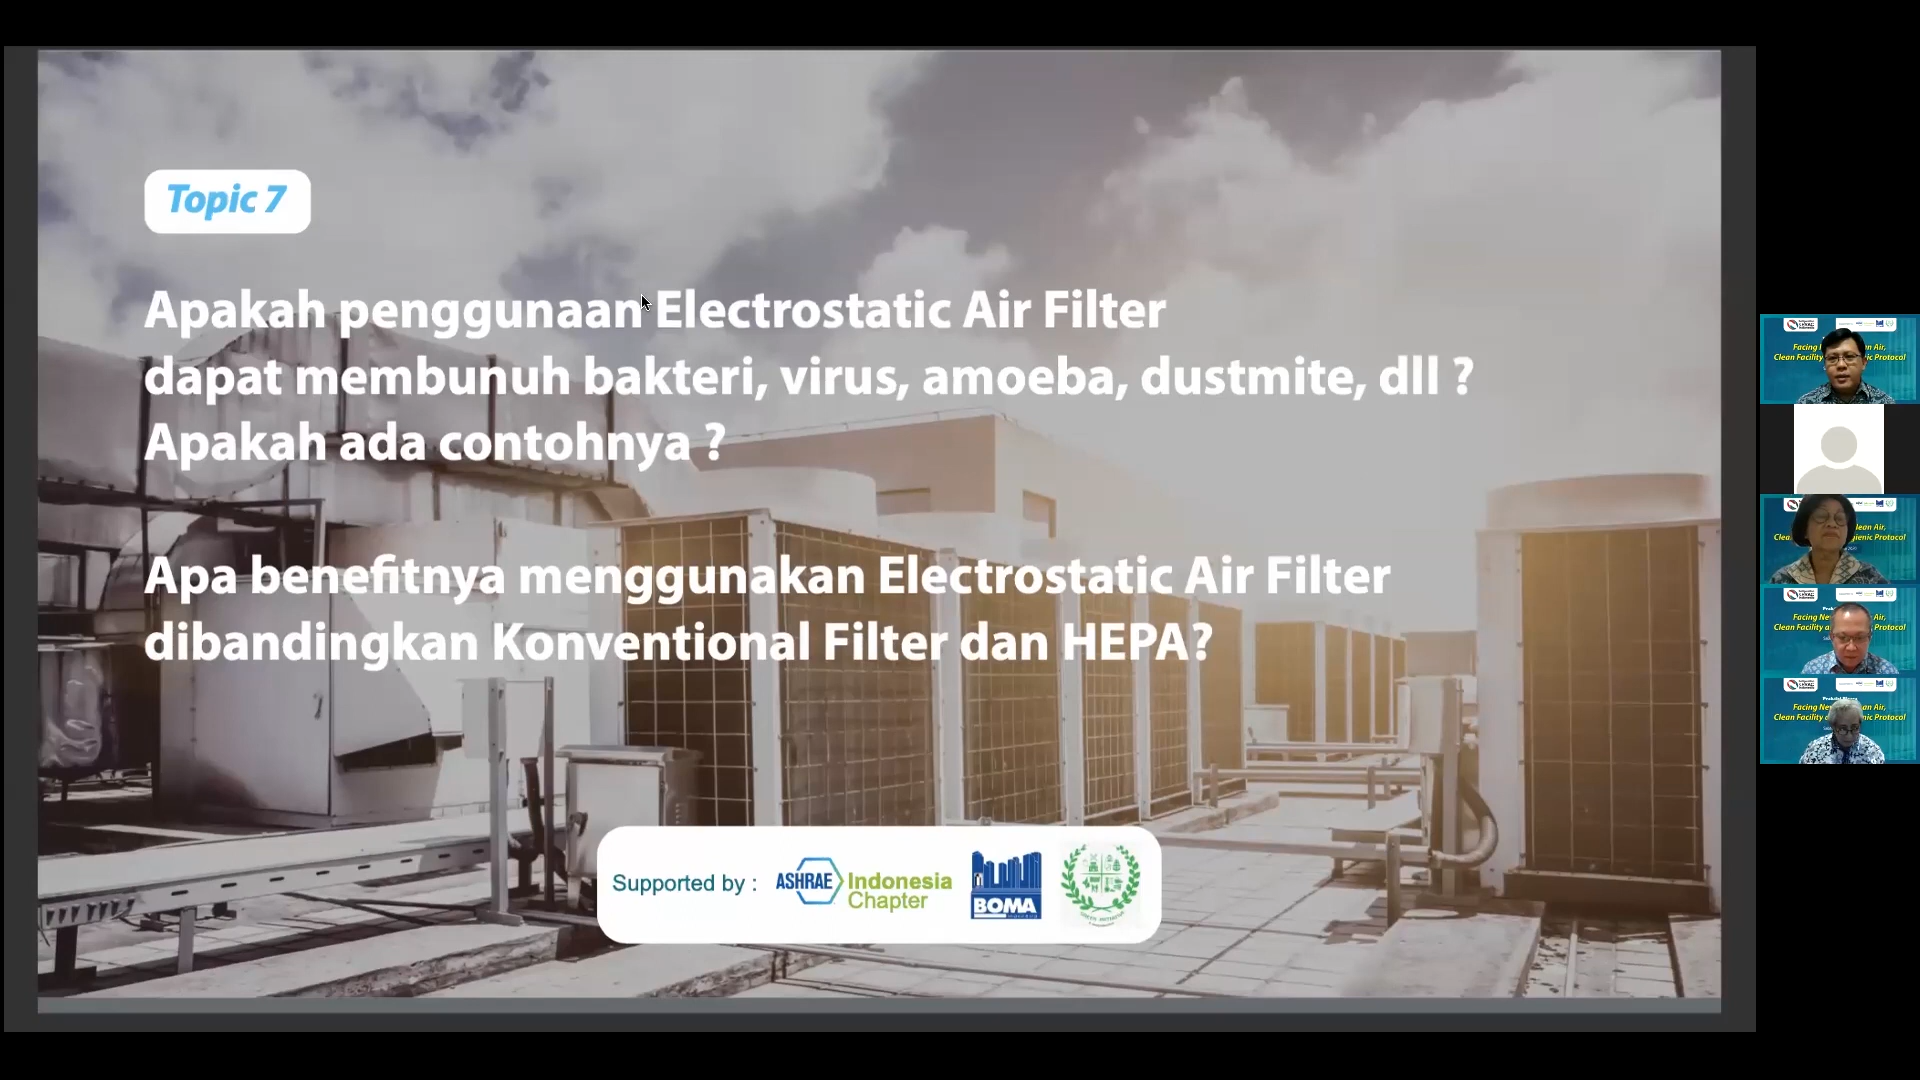 Topic 7
Apakah penggunaan Electrostatic Air Filter
dapat membunuh bakteri, virus, amoeba, dustmite, dll ?
Apakah ada contohnya ?
Apa benefitnya menggunakan Electrostatic Air Filter
dibandingkan Konventional Filter dan HEPA?
Supported by :
ASHRAE
Indonesia
Chapter
BOMA